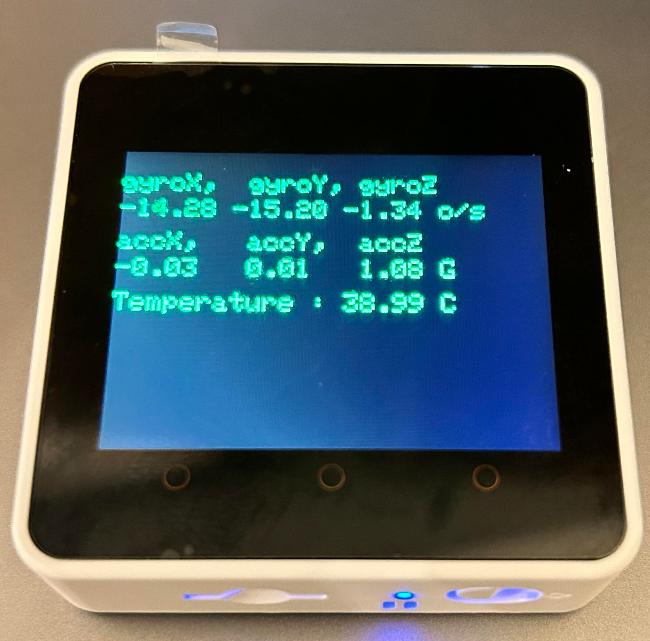 gyroX, gyroY, gyroZ
-14.28 -15.20 -1.34 o/s
accX, accY, accZ
-0.03 0.01 1.08 G
Temperature : 38.99 C